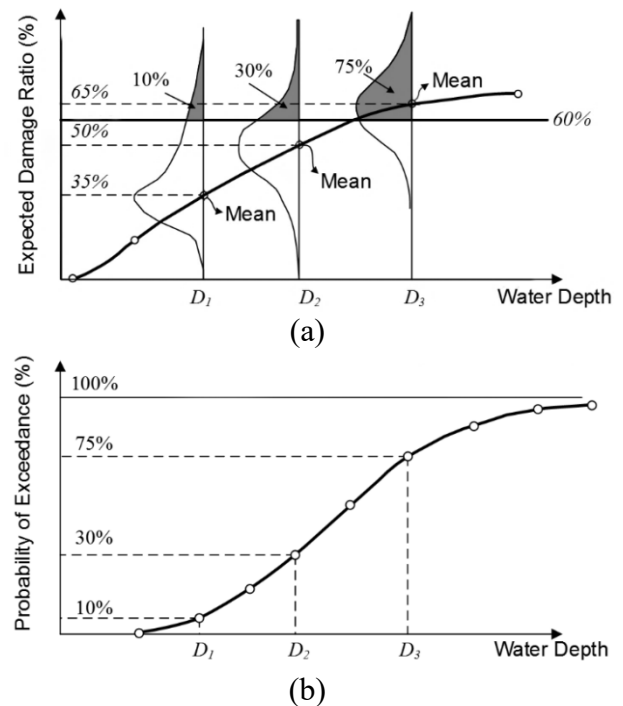 Expected Damage Ratio (%)
10%
30%
75%
65%
Mean
60%
50%
Mean
35%
Mean
D1
D2
D3
Water Depth
(a)
Probability of Exceedance (%)
100%
75%
30%
10%
D1
D2
D3
Water Depth
(b)